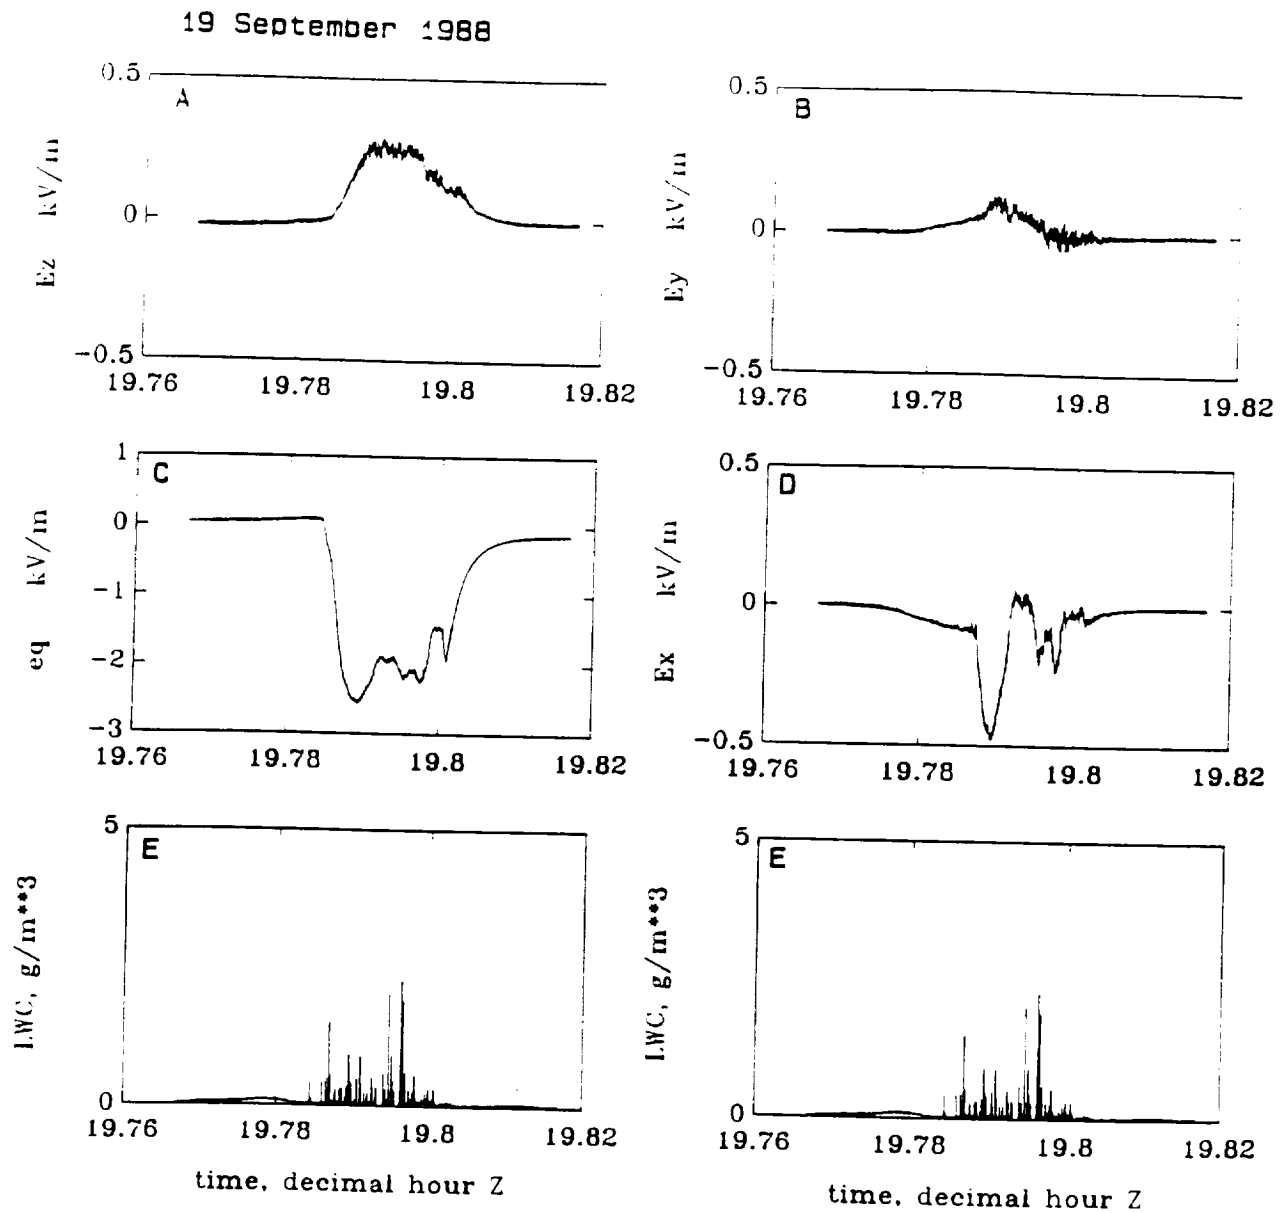 19 September 1988
0.5
A
Ez kV/m
0
-0.5
19.76 19.78 19.8 19.82
0.5
B
Ey kV/m
0
-0.5
19.76 19.78 19.8 19.82
1
C
eq kV/m
0
-1
-2
-3
19.76 19.78 19.8 19.82
0.5
D
Ex kV/m
0
-0.5
19.76 19.78 19.8 19.82
5
E
LWC, g/m**3
0
19.76 19.78 19.8 19.82
time, decimal hour Z
5
E
LWC, g/m**3
0
19.76 19.78 19.8 19.82
time, decimal hour Z